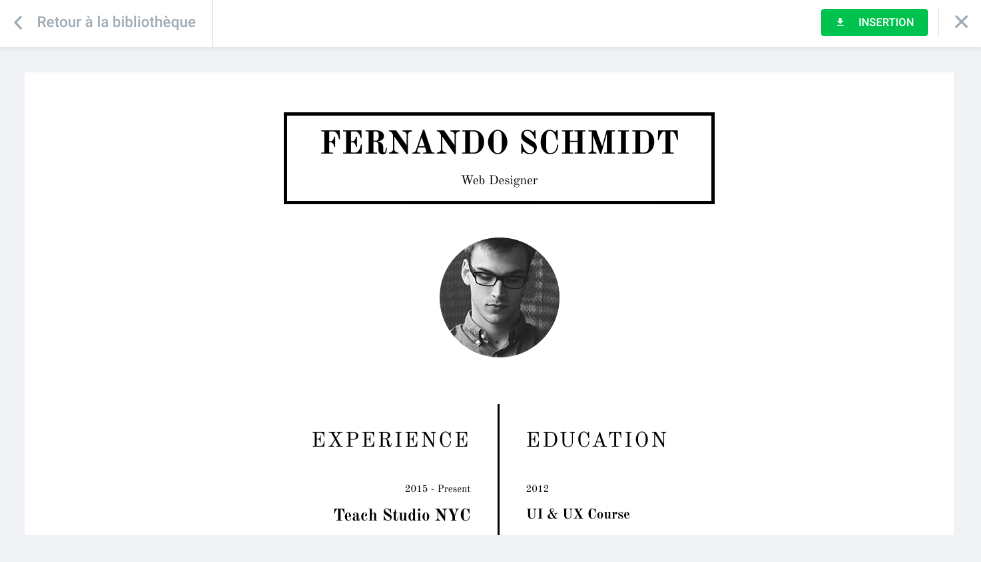 Retour à la bibliothèque
INSERTION
FERNANDO SCHMIDT
Web Designer
EXPERIENCE
2015 - Present
Teach Studio NYC
EDUCATION
2012
UI & UX Course